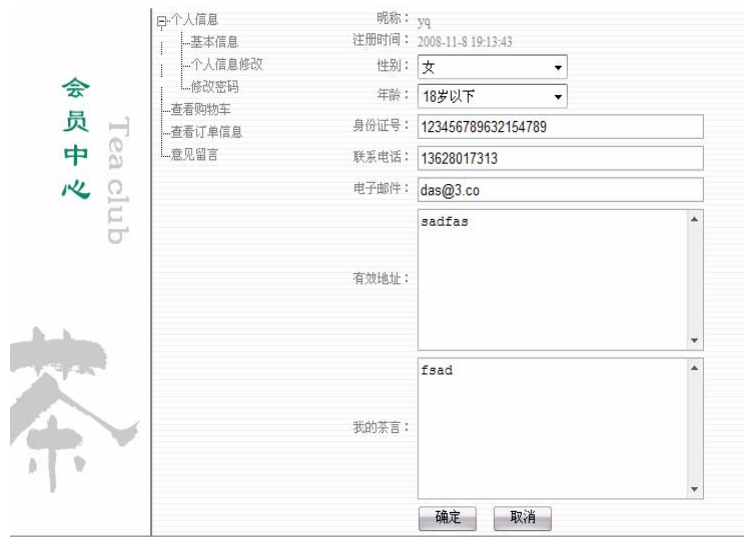 会员中心
Tea club
茶
个人信息
基本信息
个人信息修改
修改密码
查看购物车
查看订单信息
意见留言
昵称： yq
注册时间： 2008-11-8 19:13:43
性别： 女
年龄： 18岁以下
身份证号： 123456789632154789
联系电话： 13628017313
电子邮件： das@3.co
有效地址： sadfas
我的茶言： fsad
确定 取消